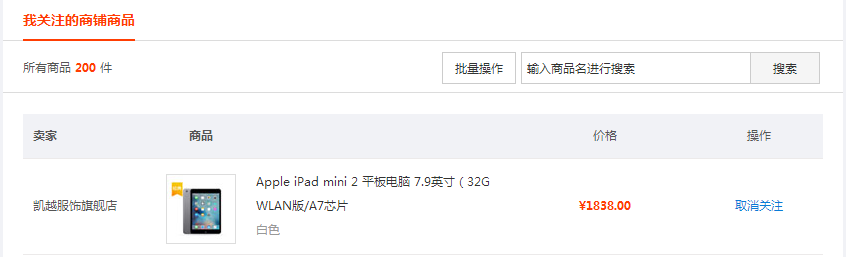 我关注的商铺商品
所有商品 200 件
批量操作
输入商品名进行搜索
搜索
卖家 商品 价格 操作
凯越服饰旗舰店
Apple iPad mini 2 平板电脑 7.9英寸（32G
WLAN版/A7芯片
白色
¥1838.00
取消关注